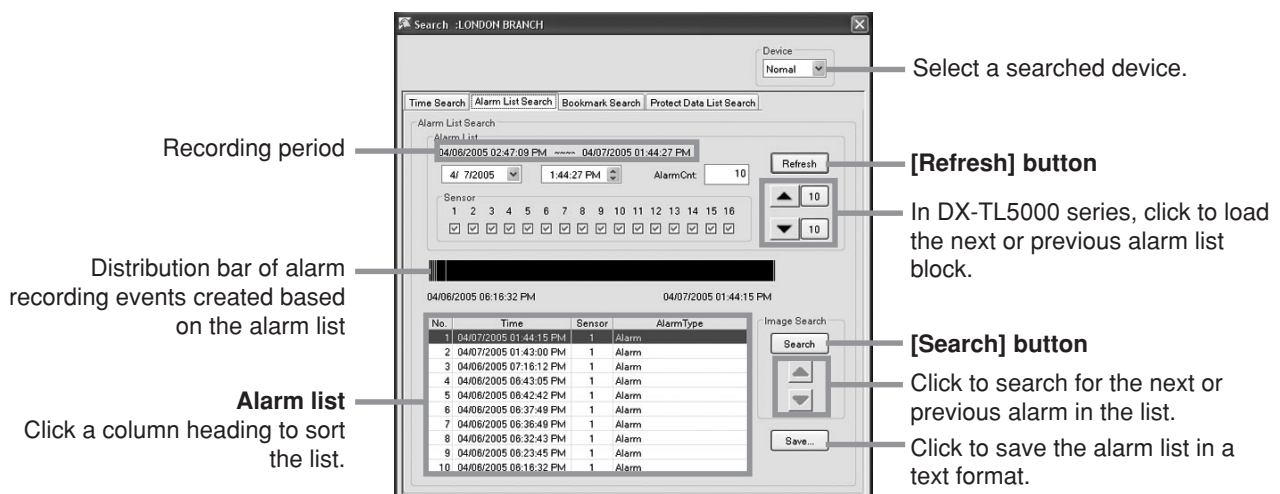 Search :LONDON BRANCH
Device
Nomal
Select a searched device.
Time Search Alarm List Search Bookmark Search Protect Data List Search
Alarm List Search
Alarm List
Recording period
04/06/2005 02:47:09 PM ~~~~ 04/07/2005 01:44:27 PM
Refresh
[Refresh] button
4/ 7/2005 1:44:27 PM AlarmCnt: 10
10
Sensor
1 2 3 4 5 6 7 8 9 10 11 12 13 14 15 16
10
In DX-TL5000 series, click to load
the next or previous alarm list
block.
Distribution bar of alarm
recording events created based
on the alarm list
04/06/2005 06:16:32 PM 04/07/2005 01:44:15 PM
No. Time Sensor AlarmType
1 04/07/2005 01:44:15 PM 1 Alarm
2 04/07/2005 01:43:00 PM 1 Alarm
3 04/06/2005 07:16:12 PM 1 Alarm
4 04/06/2005 06:43:05 PM 1 Alarm
5 04/06/2005 06:42:42 PM 1 Alarm
6 04/06/2005 06:37:49 PM 1 Alarm
7 04/06/2005 06:36:49 PM 1 Alarm
8 04/06/2005 06:32:43 PM 1 Alarm
9 04/06/2005 06:23:45 PM 1 Alarm
10 04/06/2005 06:16:32 PM 1 Alarm
Image Search
Search
[Search] button
Click to search for the next or
previous alarm in the list.
Alarm list
Click a column heading to sort
the list.
Save...
Click to save the alarm list in a
text format.